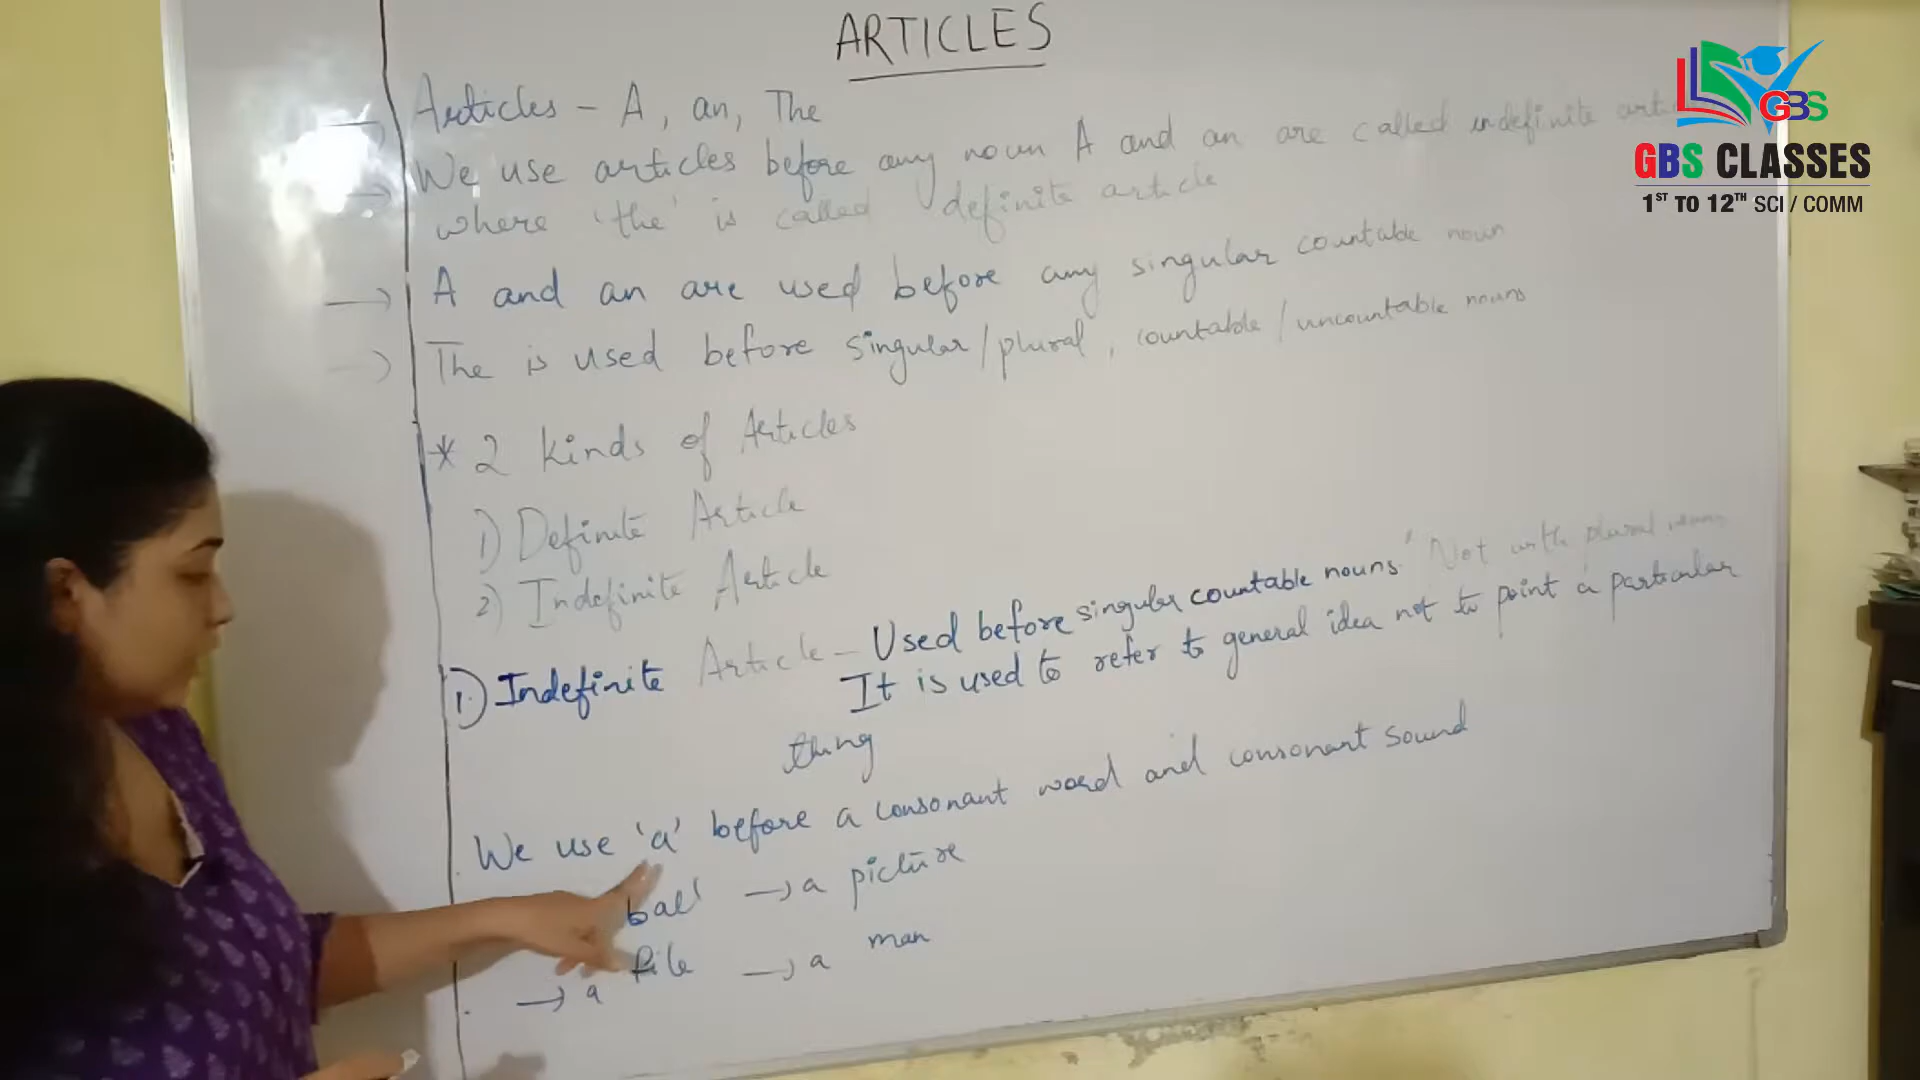 ARTICLES
Articles - A, an, The
We use articles before any noun A and an are called indefinite
where 'the' is called definite article
A and an are used before any singular countable noun
The is used before singular/plural, countable/uncountable nouns
* 2 kinds of Articles
1) Definite Article
2) Indefinite Article
1.) Indefinite Article - Used before singular countable nouns. Not with plural nouns
It is used to refer to general idea not to point a particular
thing
We use 'a' before a consonant word and consonant sound
ball → a picture
→ a file → a man
GBS
GBS CLASSES
1ST TO 12TH SCI / COMM